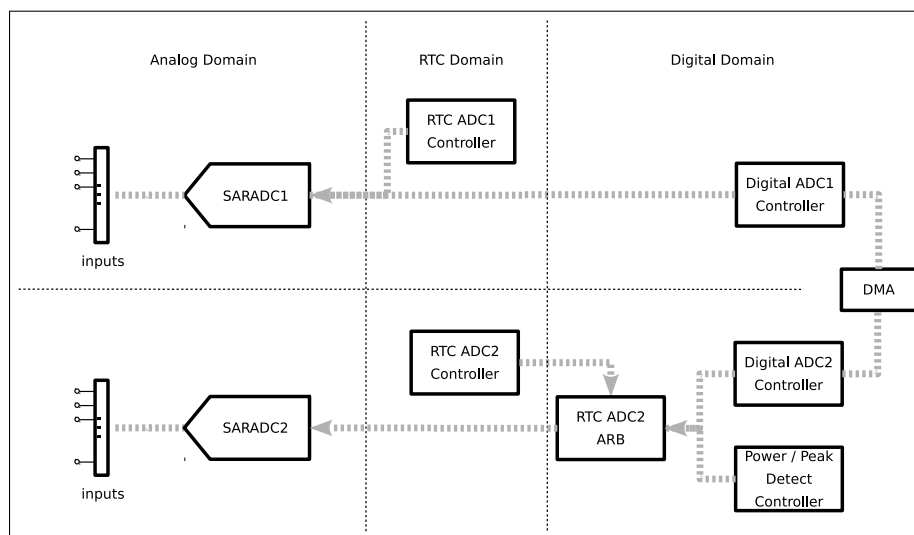 Analog Domain
RTC Domain
Digital Domain
RTC ADC1
Controller
SARADC1
Digital ADC1
Controller
inputs
DMA
RTC ADC2
Controller
Digital ADC2
Controller
SARADC2
RTC ADC2
ARB
Power / Peak
Detect
Controller
inputs